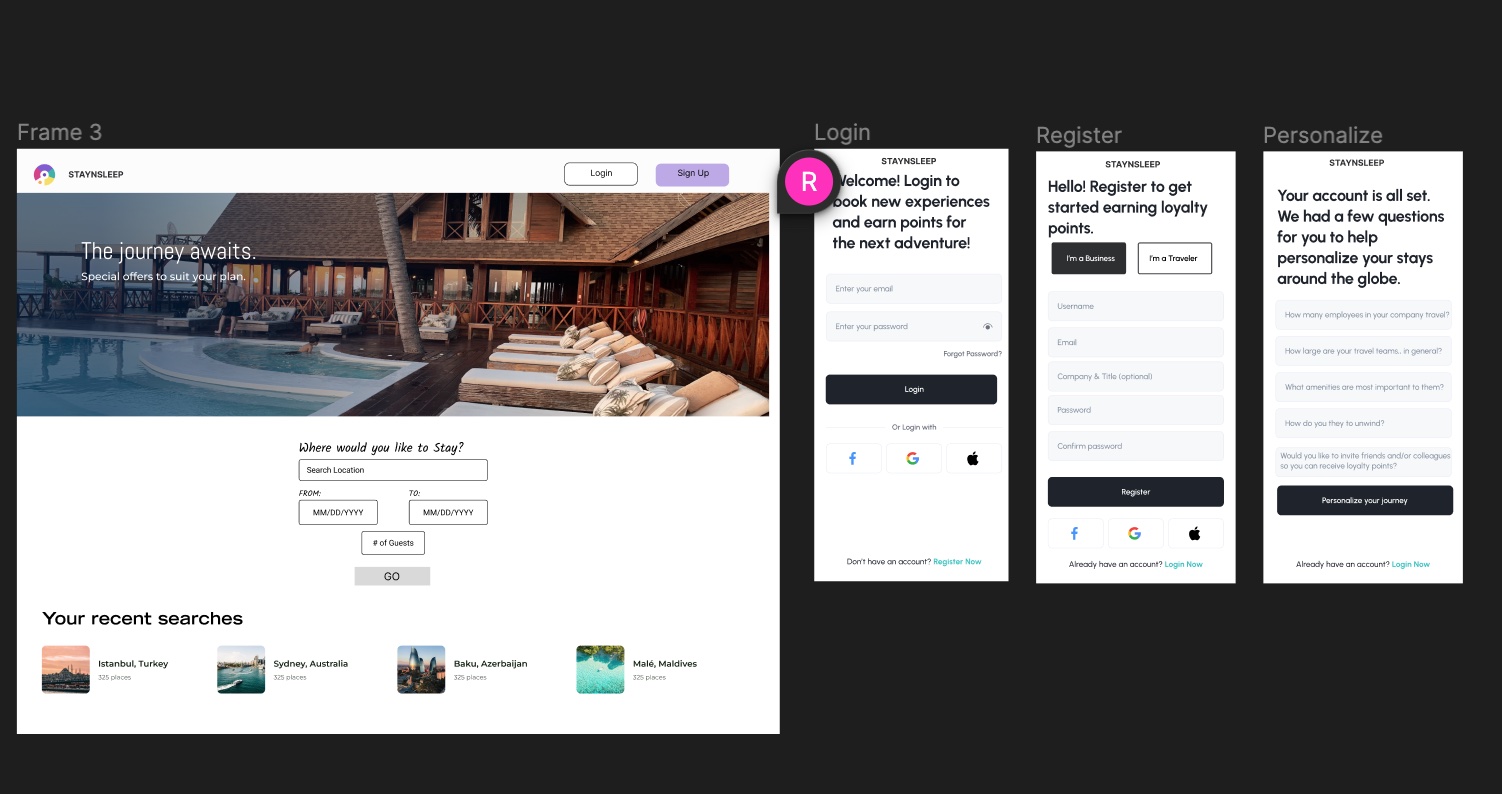 Frame 3
STAYNSLEEP
Login
Sign Up
The journey awaits.
Special offers to suit your plan.
Where would you like to Stay?
Search Location
FROM:
TO:
MM/DD/YYYY
MM/DD/YYYY
# of Guests
GO
Your recent searches
Istanbul, Turkey
325 places
Sydney, Australia
325 places
Baku, Azerbaijan
325 places
Malé, Maldives
325 places
Login
R
STAYNSLEEP
Welcome! Login to
book new experiences
and earn points for
the next adventure!
Enter your email
Enter your password
Forgot Password?
Login
Or Login with
Don't have an account? Register Now
Register
STAYNSLEEP
Hello! Register to get
started earning loyalty
points.
I'm a Business
I'm a Traveler
Username
Email
Company & Title (optional)
Password
Confirm password
Register
Already have an account? Login Now
Personalize
STAYNSLEEP
Your account is all set.
We had a few questions
for you to help
personalize your stays
around the globe.
How many employees in your company travel?
How large are your travel teams.. in general?
What amenities are most important to them?
How do you they to unwind?
Would you like to invite friends and/or colleagues
so you can receive loyalty points?
Personalize your journey
Already have an account? Login Now